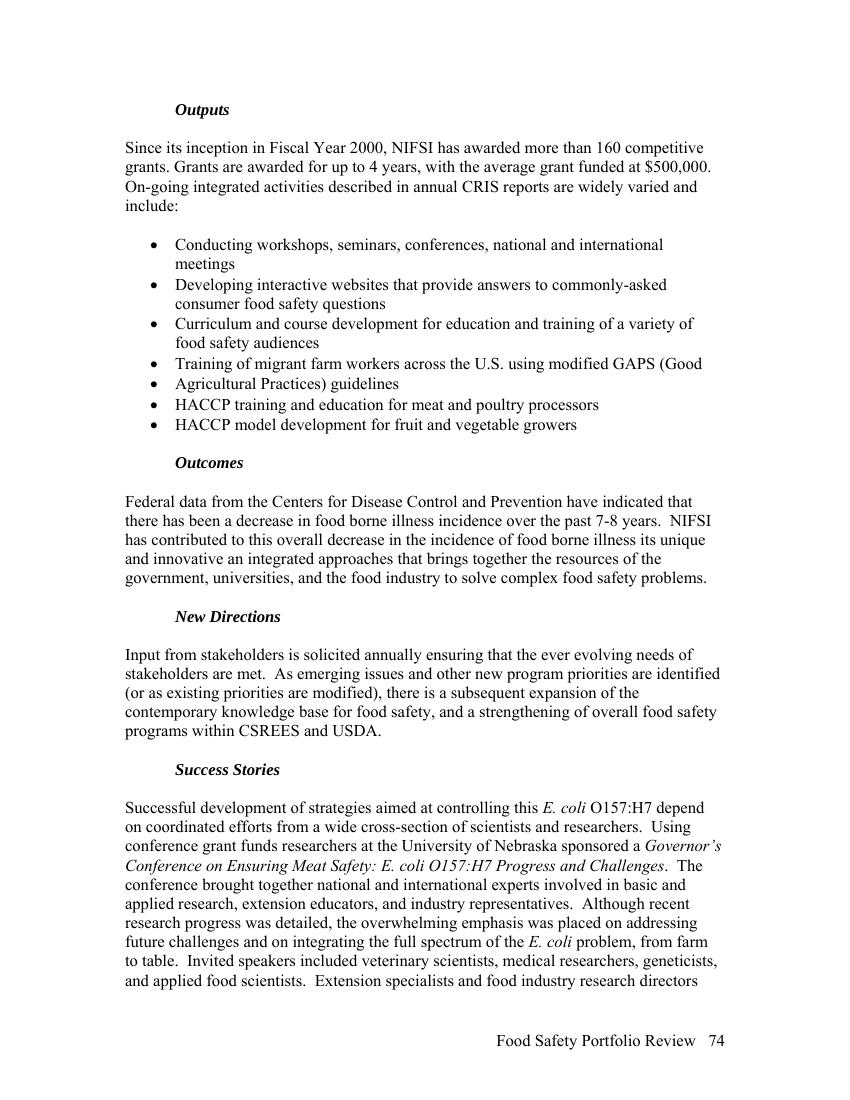 Outputs
Since its inception in Fiscal Year 2000, NIFSI has awarded more than 160 competitive
grants. Grants are awarded for up to 4 years, with the average grant funded at $500,000.
On-going integrated activities described in annual CRIS reports are widely varied and
include:
• Conducting workshops, seminars, conferences, national and international
meetings
• Developing interactive websites that provide answers to commonly-asked
consumer food safety questions
• Curriculum and course development for education and training of a variety of
food safety audiences
• Training of migrant farm workers across the U.S. using modified GAPS (Good
• Agricultural Practices) guidelines
• HACCP training and education for meat and poultry processors
• HACCP model development for fruit and vegetable growers
Outcomes
Federal data from the Centers for Disease Control and Prevention have indicated that
there has been a decrease in food borne illness incidence over the past 7-8 years.  NIFSI
has contributed to this overall decrease in the incidence of food borne illness its unique
and innovative an integrated approaches that brings together the resources of the
government, universities, and the food industry to solve complex food safety problems.
New Directions
Input from stakeholders is solicited annually ensuring that the ever evolving needs of
stakeholders are met.  As emerging issues and other new program priorities are identified
(or as existing priorities are modified), there is a subsequent expansion of the
contemporary knowledge base for food safety, and a strengthening of overall food safety
programs within CSREES and USDA.
Success Stories
Successful development of strategies aimed at controlling this E. coli O157:H7 depend
on coordinated efforts from a wide cross-section of scientists and researchers.  Using
conference grant funds researchers at the University of Nebraska sponsored a Governor’s
Conference on Ensuring Meat Safety: E. coli O157:H7 Progress and Challenges.  The
conference brought together national and international experts involved in basic and
applied research, extension educators, and industry representatives.  Although recent
research progress was detailed, the overwhelming emphasis was placed on addressing
future challenges and on integrating the full spectrum of the E. coli problem, from farm
to table.  Invited speakers included veterinary scientists, medical researchers, geneticists,
and applied food scientists.  Extension specialists and food industry research directors
Food Safety Portfolio Review   74